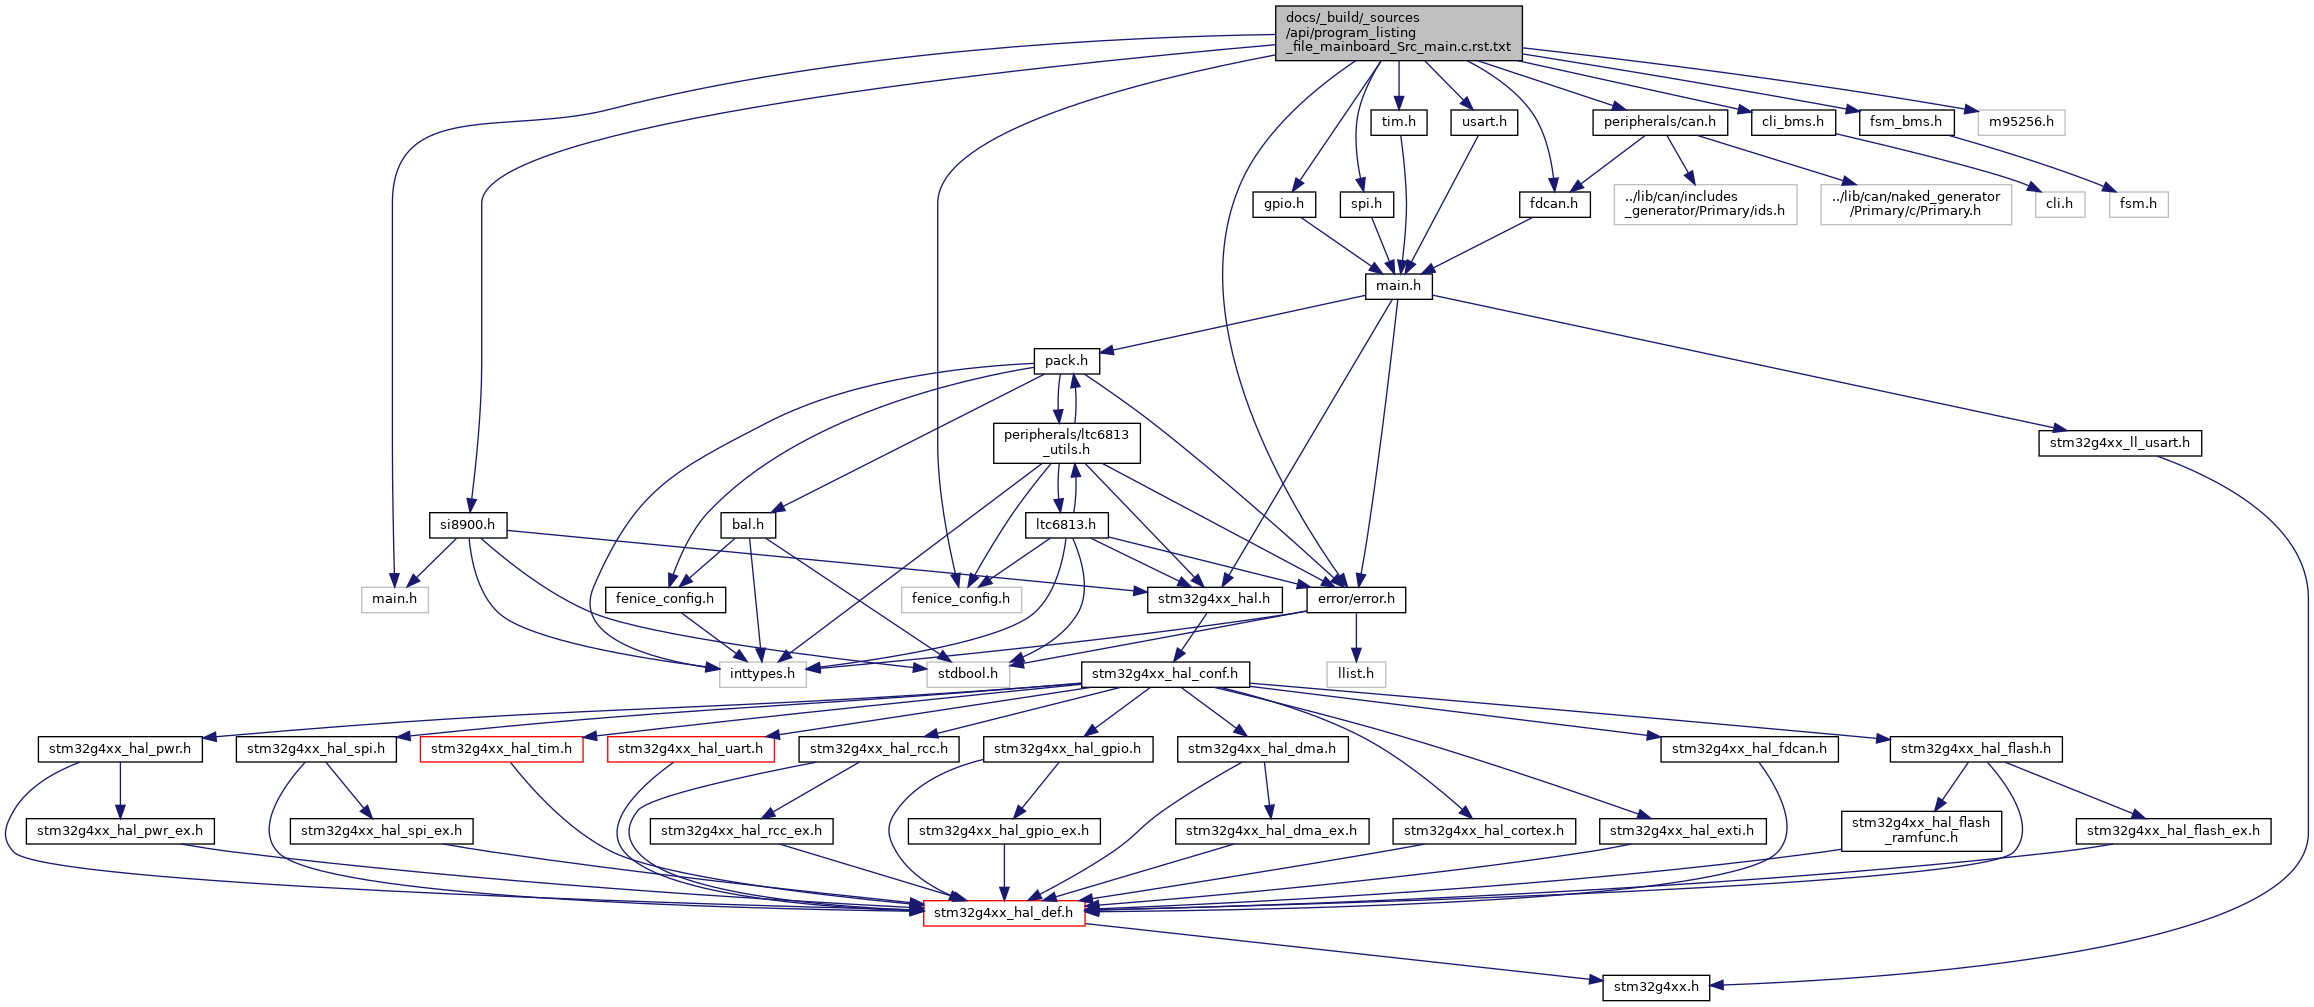 docs/_build/_sources
/api/program_listing
_file_mainboard_Src_main.c.rst.txt
tim.h
usart.h
peripherals/can.h
cli_bms.h
fsm_bms.h
m95256.h
gpio.h
spi.h
fdcan.h
../lib/can/includes
_generator/Primary/ids.h
../lib/can/naked_generator
/Primary/c/Primary.h
cli.h
fsm.h
main.h
pack.h
peripherals/ltc6813
_utils.h
stm32g4xx_ll_usart.h
si8900.h
bal.h
ltc6813.h
main.h
fenice_config.h
fenice_config.h
stm32g4xx_hal.h
error/error.h
inttypes.h
stdbool.h
stm32g4xx_hal_conf.h
llist.h
stm32g4xx_hal_pwr.h
stm32g4xx_hal_spi.h
stm32g4xx_hal_tim.h
stm32g4xx_hal_uart.h
stm32g4xx_hal_rcc.h
stm32g4xx_hal_gpio.h
stm32g4xx_hal_dma.h
stm32g4xx_hal_fdcan.h
stm32g4xx_hal_flash.h
stm32g4xx_hal_pwr_ex.h
stm32g4xx_hal_spi_ex.h
stm32g4xx_hal_rcc_ex.h
stm32g4xx_hal_gpio_ex.h
stm32g4xx_hal_dma_ex.h
stm32g4xx_hal_cortex.h
stm32g4xx_hal_exti.h
stm32g4xx_hal_flash
_ramfunc.h
stm32g4xx_hal_flash_ex.h
stm32g4xx_hal_def.h
stm32g4xx.h